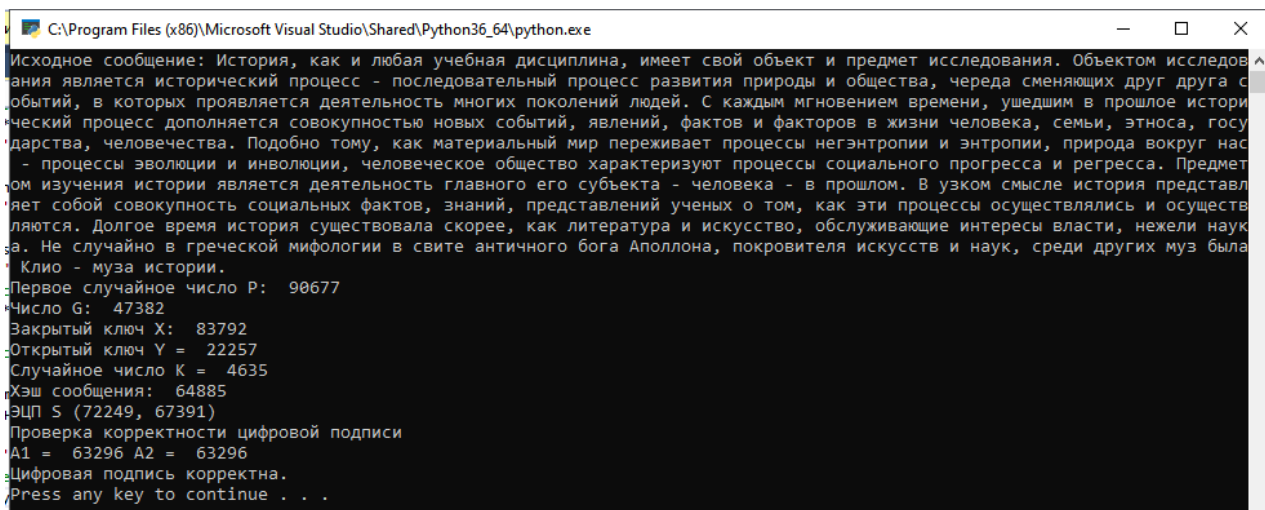 C:\Program Files (x86)\Microsoft Visual Studio\Shared\Python36_64\python.exe
Исходное сообщение: История, как и любая учебная дисциплина, имеет свой объект и предмет исследования. Объектом исследов
ания является исторический процесс - последовательный процесс развития природы и общества, череда сменяющих друг друга с
обытий, в которых проявляется деятельность многих поколений людей. С каждым мгновением времени, ушедшим в прошлое истори
ческий процесс дополняется совокупностью новых событий, явлений, фактов и факторов в жизни человека, семьи, этноса, госу
дарства, человечества. Подобно тому, как материальный мир переживает процессы негэнтропии и энтропии, природа вокруг нас
 - процессы эволюции и инволюции, человеческое общество характеризуют процессы социального прогресса и регресса. Предмет
ом изучения истории является деятельность главного его субъекта - человека - в прошлом. В узком смысле история представл
яет собой совокупность социальных фактов, знаний, представлений ученых о том, как эти процессы осуществлялись и осуществ
ляются. Долгое время история существовала скорее, как литература и искусство, обслуживающие интересы власти, нежели наук
а. Не случайно в греческой мифологии в свите античного бога Аполлона, покровителя искусств и наук, среди других муз была
 Клио - муза истории.
Первое случайное число P:  90677
Число G:  47382
Закрытый ключ X:  83792
Открытый ключ Y =  22257
Случайное число K =  4635
Хэш сообщения:  64885
ЭЦП S (72249, 67391)
Проверка корректности цифровой подписи
A1 =  63296 A2 =  63296
Цифровая подпись корректна.
Press any key to continue . . .